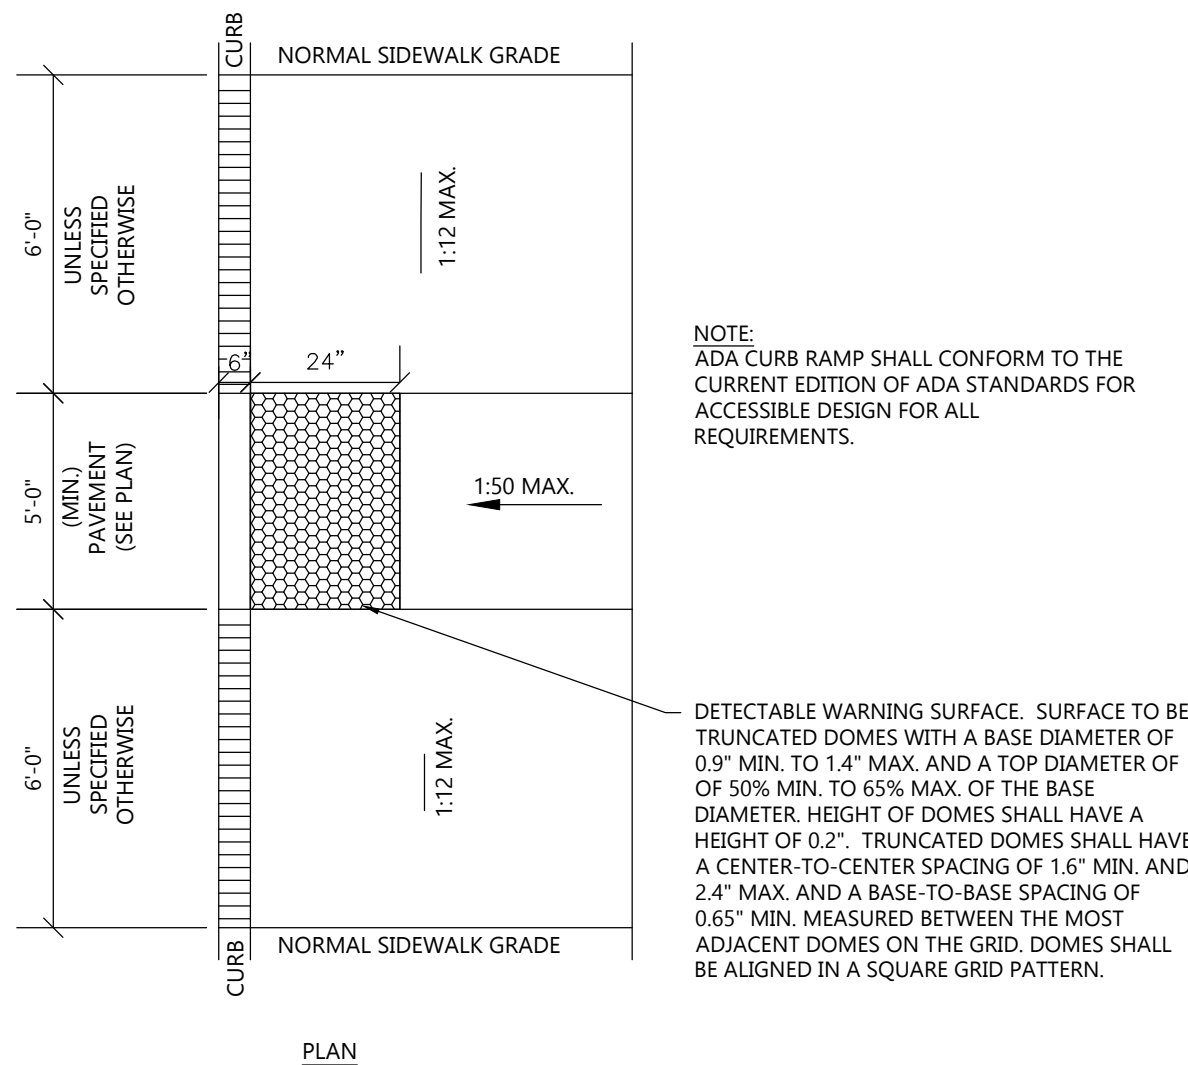 CURB
NORMAL SIDEWALK GRADE
6'-0"
UNLESS
SPECIFIED
OTHERWISE
1:12 MAX.
6"
24"
NOTE:
ADA CURB RAMP SHALL CONFORM TO THE
CURRENT EDITION OF ADA STANDARDS FOR
ACCESSIBLE DESIGN FOR ALL
REQUIREMENTS.
5'-0"
(MIN.)
PAVEMENT
(SEE PLAN)
1:50 MAX.
6'-0"
UNLESS
SPECIFIED
OTHERWISE
1:12 MAX.
DETECTABLE WARNING SURFACE. SURFACE TO BE
TRUNCATED DOMES WITH A BASE DIAMETER OF
0.9" MIN. TO 1.4" MAX. AND A TOP DIAMETER OF
OF 50% MIN. TO 65% MAX. OF THE BASE
DIAMETER. HEIGHT OF DOMES SHALL HAVE A
HEIGHT OF 0.2". TRUNCATED DOMES SHALL HAVE
A CENTER-TO-CENTER SPACING OF 1.6" MIN. AND
2.4" MAX. AND A BASE-TO-BASE SPACING OF
0.65" MIN. MEASURED BETWEEN THE MOST
ADJACENT DOMES ON THE GRID. DOMES SHALL
BE ALIGNED IN A SQUARE GRID PATTERN.
NORMAL SIDEWALK GRADE
CURB
PLAN